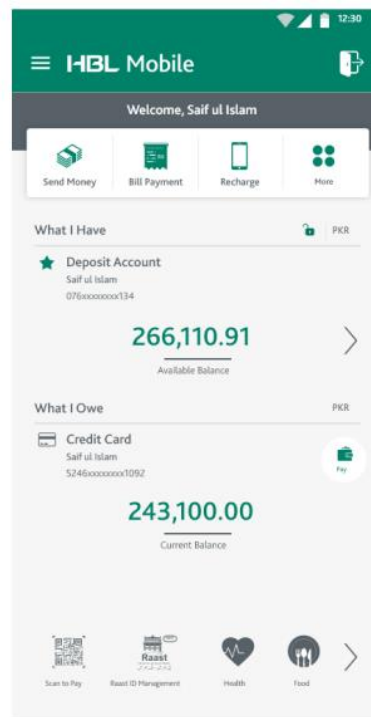 12:30
HBL Mobile
Welcome, Saif ul Islam
Send Money Bill Payment Recharge More
What I Have PKR
Deposit Account
Saif ul Islam
076xxxxxxxx134
266,110.91
Available Balance
What I Owe PKR
Credit Card
Saif ul Islam
5246xxxxxxxx1092
Pay
243,100.00
Current Balance
Raast
Scan to Pay Raast ID Management Health Food